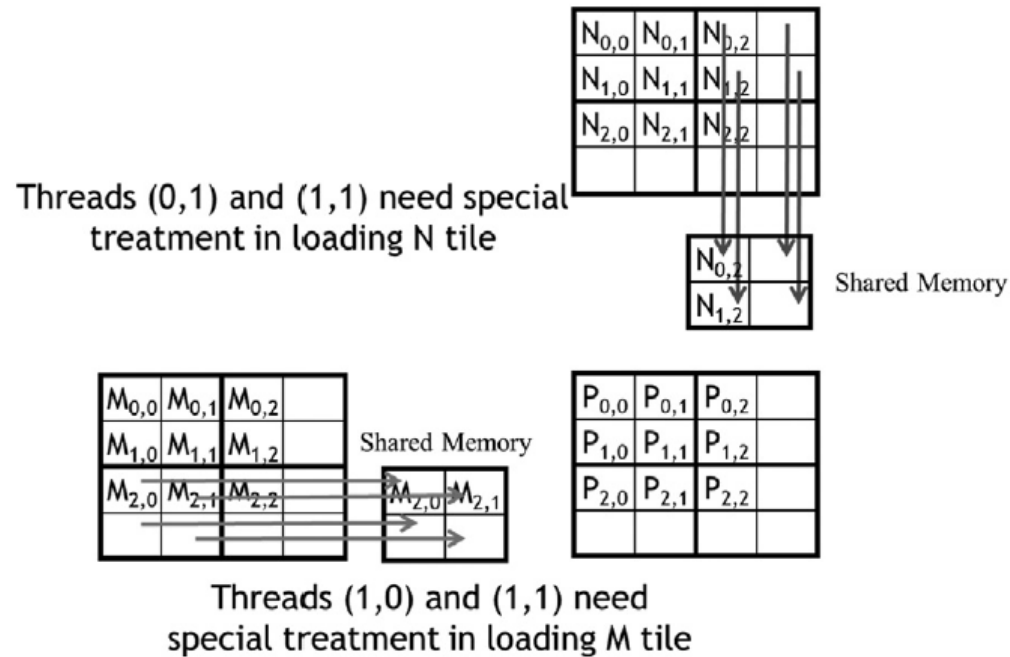 N0,0 N0,1 N0,2
N1,0 N1,1 N1,2
N2,0 N2,1 N2,2
Threads (0,1) and (1,1) need special
treatment in loading N tile
N0,2
N1,2
Shared Memory
M0,0 M0,1 M0,2
M1,0 M1,1 M1,2
M2,0 M2,1 M2,2
Shared Memory
M2,0 M2,1
P0,0 P0,1 P0,2
P1,0 P1,1 P1,2
P2,0 P2,1 P2,2
Threads (1,0) and (1,1) need
special treatment in loading M tile